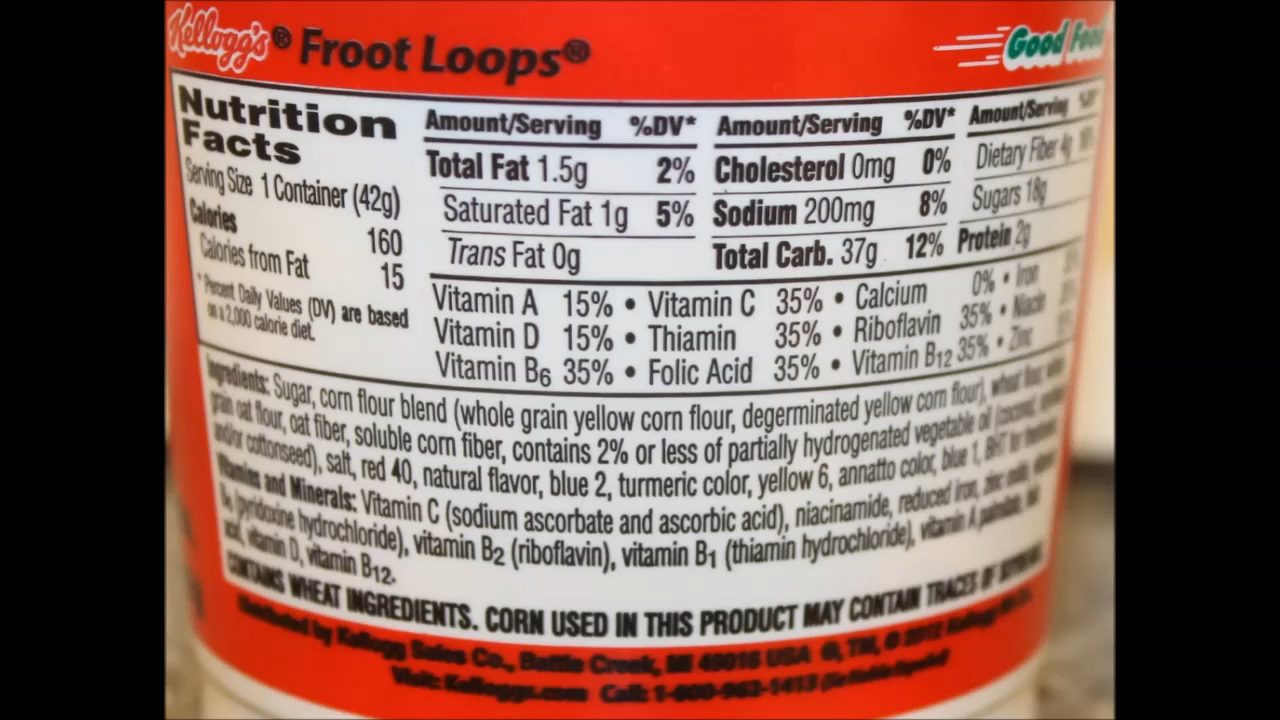 Kellogg's® Froot Loops®
Good Food
Nutrition
Facts
Serving Size 1 Container (42g)
Calories 160
Calories from Fat 15
* Percent Daily Values (DV) are based
on a 2,000 calorie diet.
Amount/Serving %DV*
Total Fat 1.5g 2%
Saturated Fat 1g 5%
Trans Fat 0g
Amount/Serving %DV*
Cholesterol 0mg 0%
Sodium 200mg 8%
Total Carb. 37g 12%
Amount/Serving %DV*
Dietary Fiber 4g
Sugars 18g
Protein 2g
Vitamin A 15% • Vitamin C 35% • Calcium 0% • Iron
Vitamin D 15% • Thiamin 35% • Riboflavin 35% • Niacin
Vitamin B6 35% • Folic Acid 35% • Vitamin B12 35% • Zinc
Ingredients: Sugar, corn flour blend (whole grain yellow corn flour, degerminated yellow corn flour), wheat flour,
grain oat flour, oat fiber, soluble corn fiber, contains 2% or less of partially hydrogenated vegetable oil (coconut,
and/or cottonseed), salt, red 40, natural flavor, blue 2, turmeric color, yellow 6, annatto color, blue 1, BHT for
Vitamins and Minerals: Vitamin C (sodium ascorbate and ascorbic acid), niacinamide, reduced iron, zinc oxide,
B6 (pyridoxine hydrochloride), vitamin B2 (riboflavin), vitamin B1 (thiamin hydrochloride), vitamin A palmitate,
acid, vitamin D, vitamin B12.
CONTAINS WHEAT INGREDIENTS. CORN USED IN THIS PRODUCT MAY CONTAIN TRACES OF SOYBEANS.
Distributed by Kellogg Sales Co., Battle Creek, MI 49016 USA ®, TM, © 2012 Kellogg
Visit: Kelloggs.com Call: 1-800-962-1413